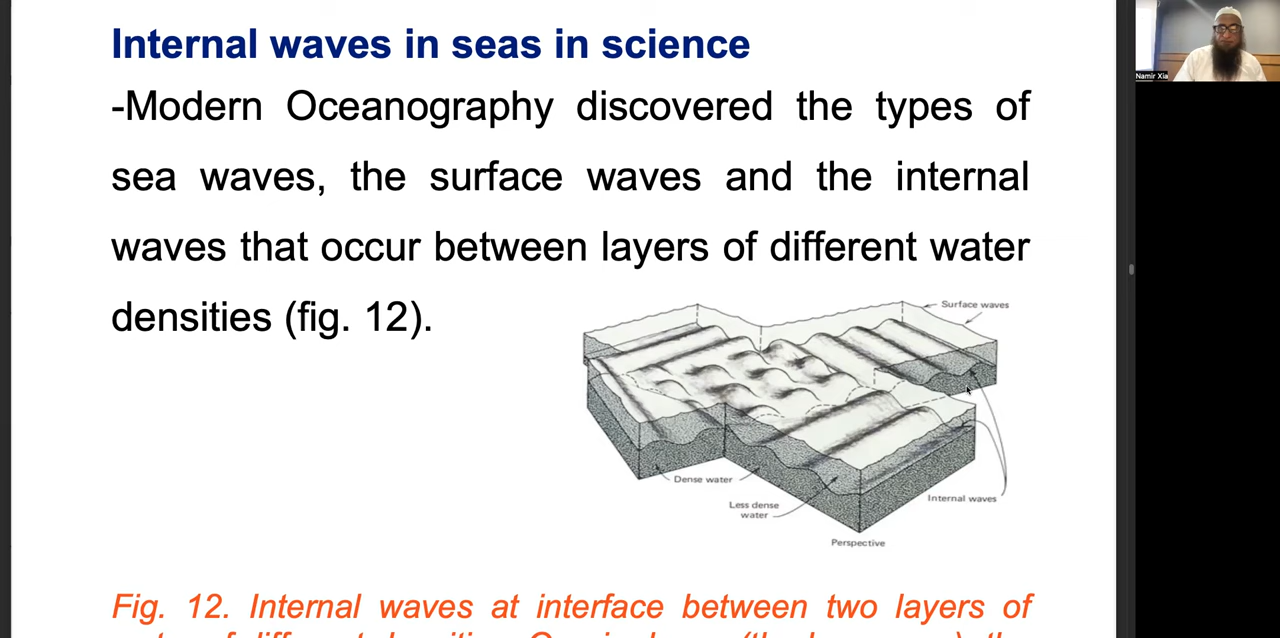 Internal waves in seas in science
-Modern Oceanography discovered the types of
sea waves, the surface waves and the internal
waves that occur between layers of different water
densities (fig. 12).
Surface waves
Dense water
Less dense
water
Internal waves
Perspective
Fig. 12. Internal waves at interface between two layers of
Namir Xia